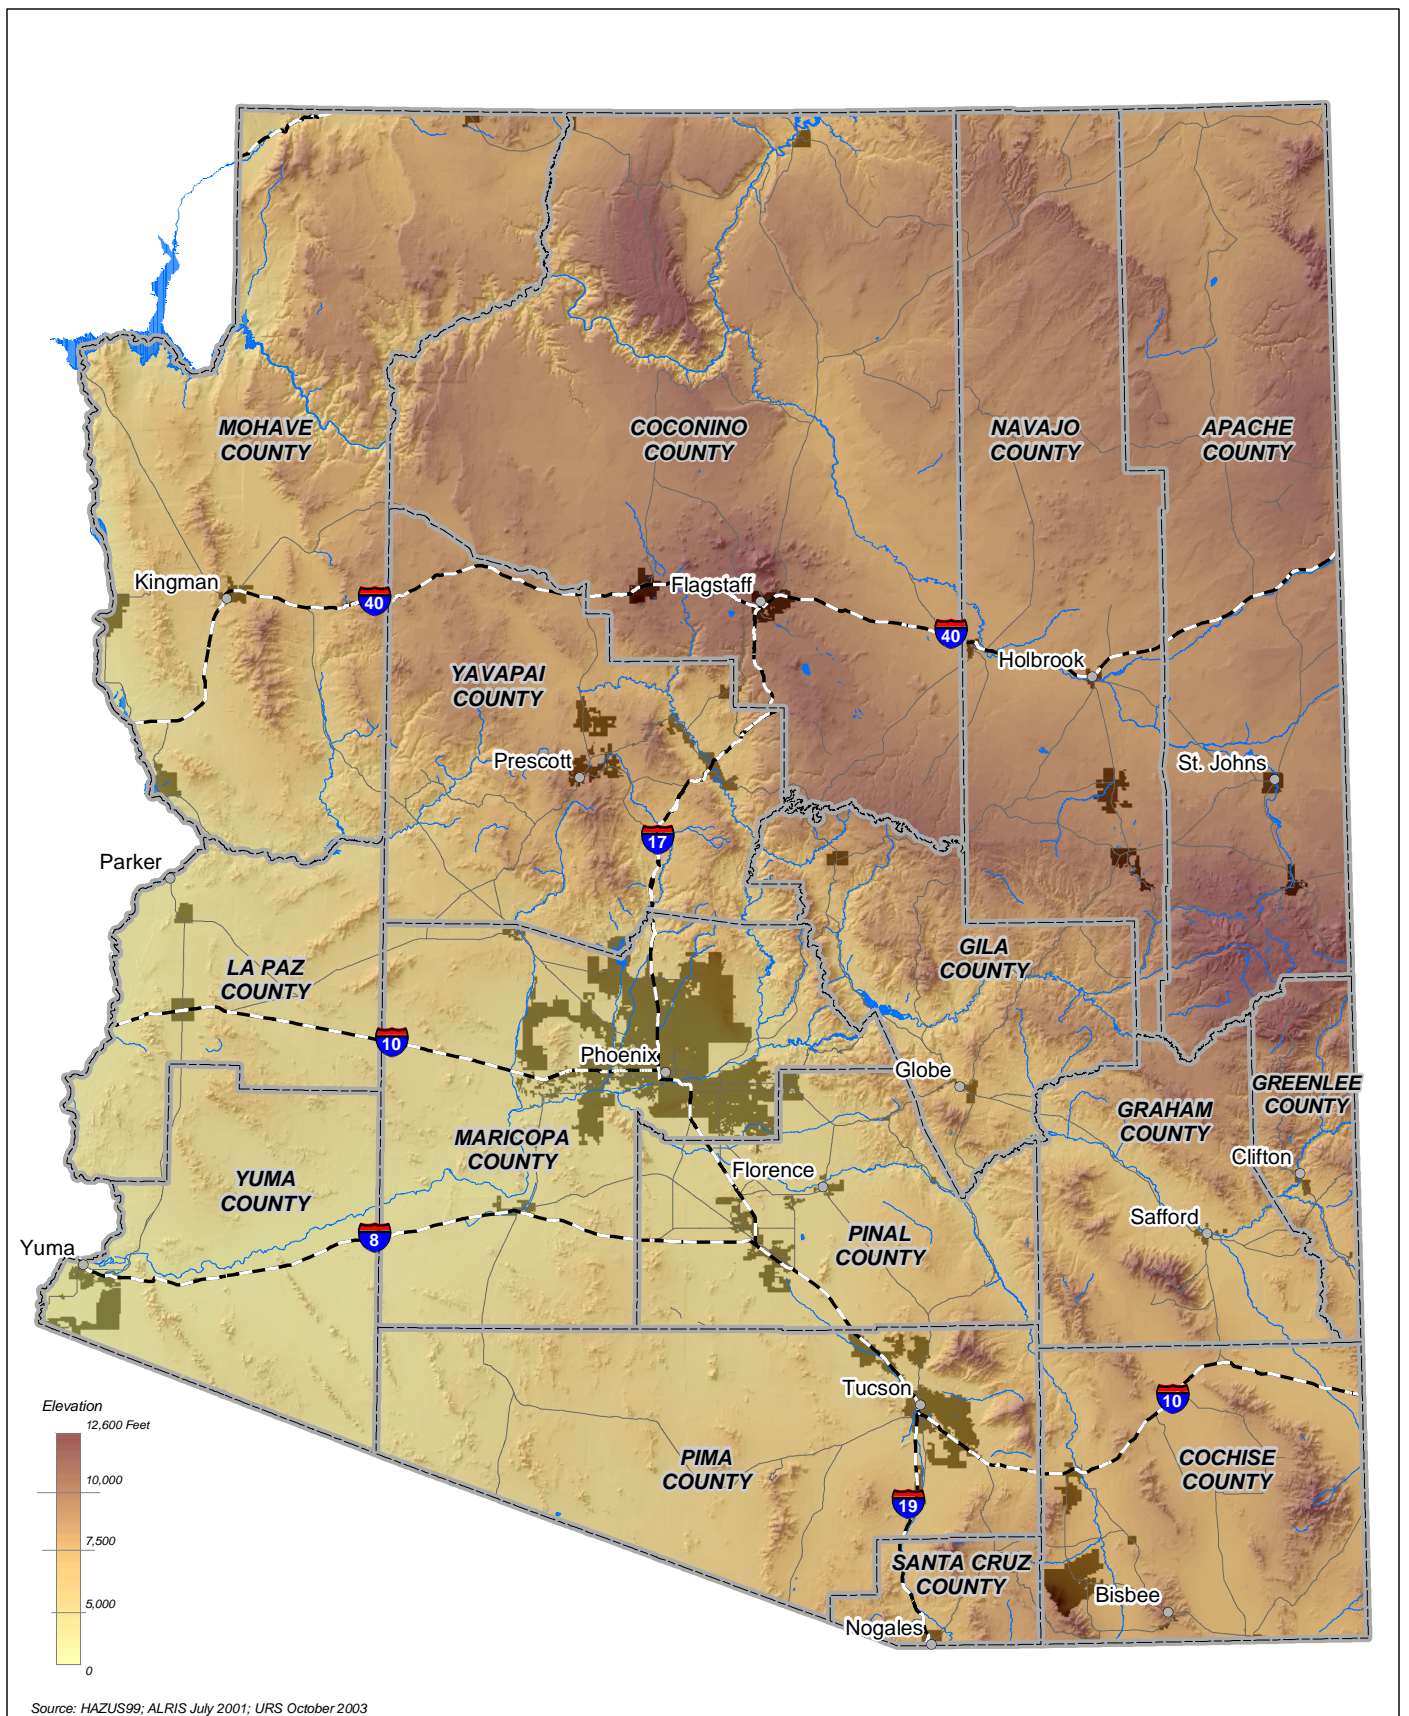 MOHAVE
COUNTY
COCONINO
COUNTY
NAVAJO
COUNTY
APACHE
COUNTY
Kingman
40
Flagstaff
40
Holbrook
YAVAPAI
COUNTY
Prescott
St. Johns
17
Parker
LA PAZ
COUNTY
GILA
COUNTY
10
Phoenix
Globe
GREENLEE
COUNTY
GRAHAM
COUNTY
MARICOPA
COUNTY
Florence
Clifton
YUMA
COUNTY
Safford
Yuma
8
PINAL
COUNTY
Tucson
10
PIMA
COUNTY
COCHISE
COUNTY
19
SANTA CRUZ
COUNTY
Bisbee
Nogales
Elevation
12,600 Feet
10,000
7,500
5,000
0
Source: HAZUS99; ALRIS July 2001; URS October 2003